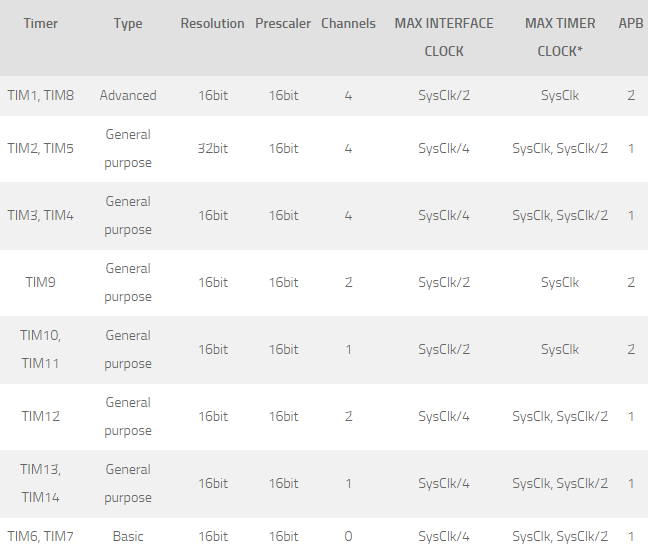 Timer Type Resolution Prescaler Channels MAX INTERFACE CLOCK MAX TIMER CLOCK* APB
TIM1, TIM8 Advanced 16bit 16bit 4 SysClk/2 SysClk 2
TIM2, TIM5 General purpose 32bit 16bit 4 SysClk/4 SysClk, SysClk/2 1
TIM3, TIM4 General purpose 16bit 16bit 4 SysClk/4 SysClk, SysClk/2 1
TIM9 General purpose 16bit 16bit 2 SysClk/2 SysClk 2
TIM10, TIM11 General purpose 16bit 16bit 1 SysClk/2 SysClk 2
TIM12 General purpose 16bit 16bit 2 SysClk/4 SysClk, SysClk/2 1
TIM13, TIM14 General purpose 16bit 16bit 1 SysClk/4 SysClk, SysClk/2 1
TIM6, TIM7 Basic 16bit 16bit 0 SysClk/4 SysClk, SysClk/2 1